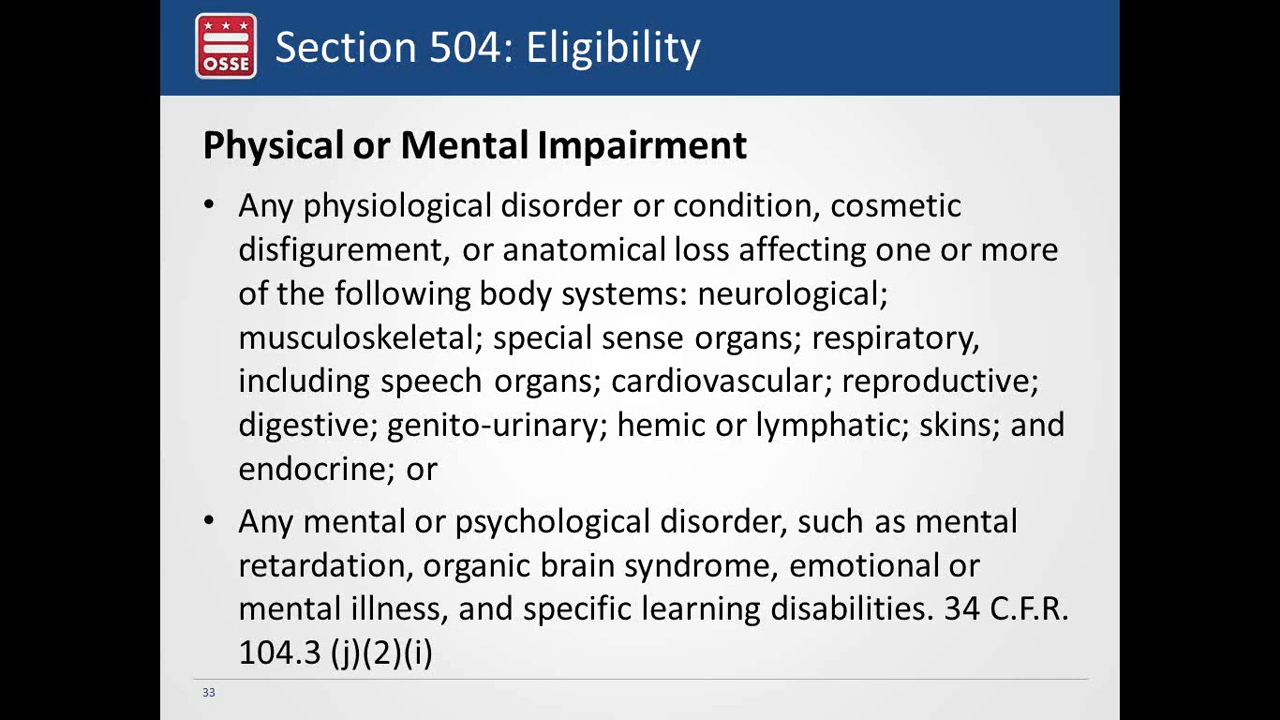 OSSE
Section 504: Eligibility
Physical or Mental Impairment
• Any physiological disorder or condition, cosmetic
disfigurement, or anatomical loss affecting one or more
of the following body systems: neurological;
musculoskeletal; special sense organs; respiratory,
including speech organs; cardiovascular; reproductive;
digestive; genito-urinary; hemic or lymphatic; skins; and
endocrine; or
• Any mental or psychological disorder, such as mental
retardation, organic brain syndrome, emotional or
mental illness, and specific learning disabilities. 34 C.F.R.
104.3 (j)(2)(i)
33